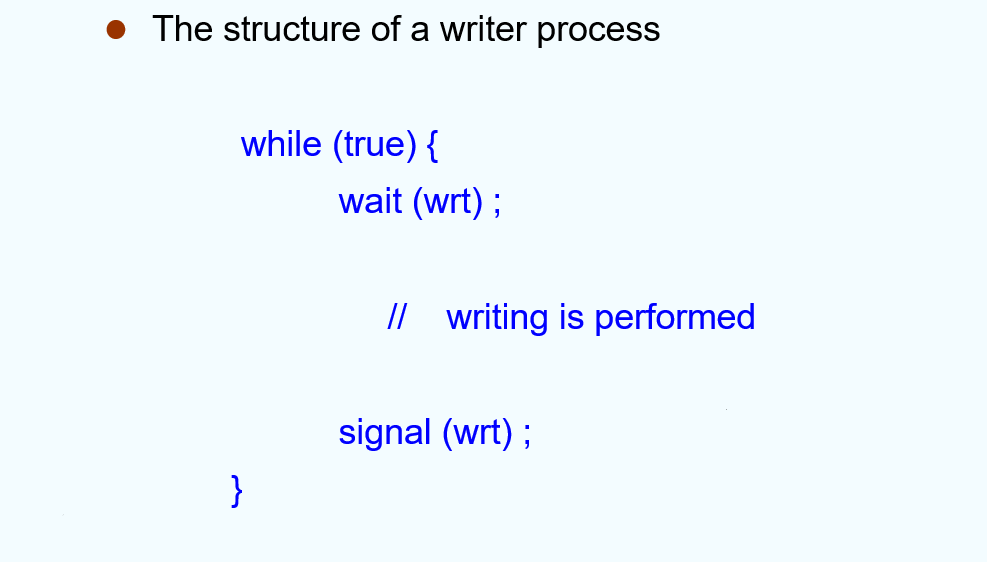 The structure of a writer process
while (true) {
wait (wrt) ;
// writing is performed
signal (wrt) ;
}